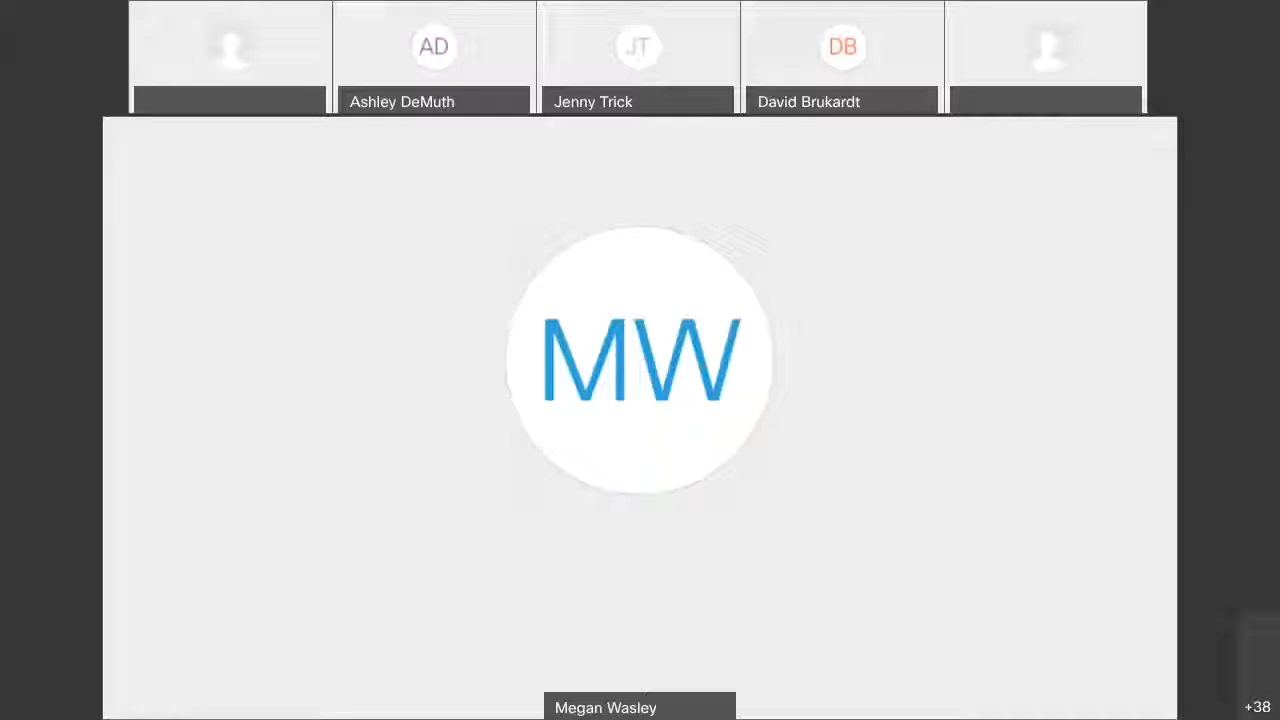 AD
JT
DB
Ashley DeMuth
Jenny Trick
David Brukardt
MW
Megan Wasley
+38